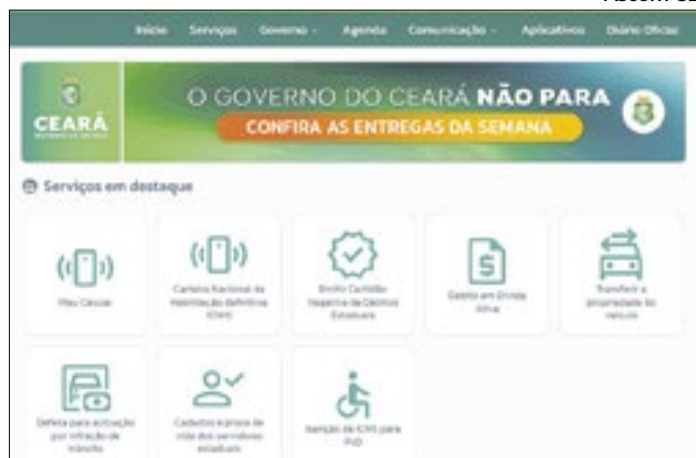 Início Serviços Governo Agenda Comunicação Aplicativos Diário Oficial
CEARÁ
O GOVERNO DO CEARÁ NÃO PARA
CONFIRA AS ENTREGAS DA SEMANA
Serviços em destaque
Meu Celular
Carteira Nacional de
Habilitação definitiva
(CNH)
Emitir Certidão
Negativa de Débitos
Estaduais
Débito em Dívida
Ativa
Transferir a
propriedade do
veículo
Defesa para autuação
por infração de
trânsito
Cadastro e prova de
vida dos servidores
estaduais
Isenção de ICMS para
PcD